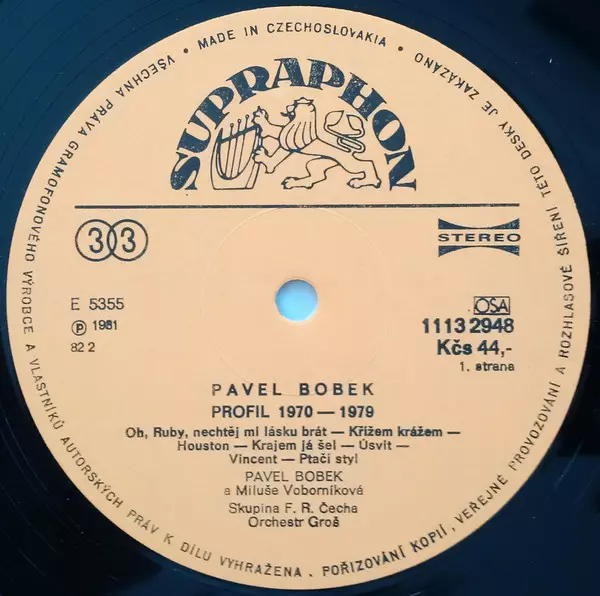 VŠECHNA PRÁVA GRAMOFONOVÉHO VÝROBCE A VLASTNÍKŮ AUTORSKÝCH PRÁV K DÍLU VYHRAŽENA. POŘIZOVÁNÍ KOPIÍ, VEŘEJNÉ PROVOZOVÁNÍ A ROZHLASOVÉ ŠÍŘENÍ TÉTO DESKY JE ZAKÁZÁNO • MADE IN CZECHOSLOVAKIA •
SUPRAPHON
33
STEREO
E 5355
℗ 1981
82 2
OSA
1113 2948
Kčs 44,-
1. strana
PAVEL BOBEK
PROFIL 1970 — 1979
Oh, Ruby, nechtěj mi lásku brát — Křížem krážem —
Houston — Krajem já šel — Úsvit —
Vincent — Ptačí styl
PAVEL BOBEK
a Miluše Voborníková
Skupina F. R. Čecha
Orchestr Groš